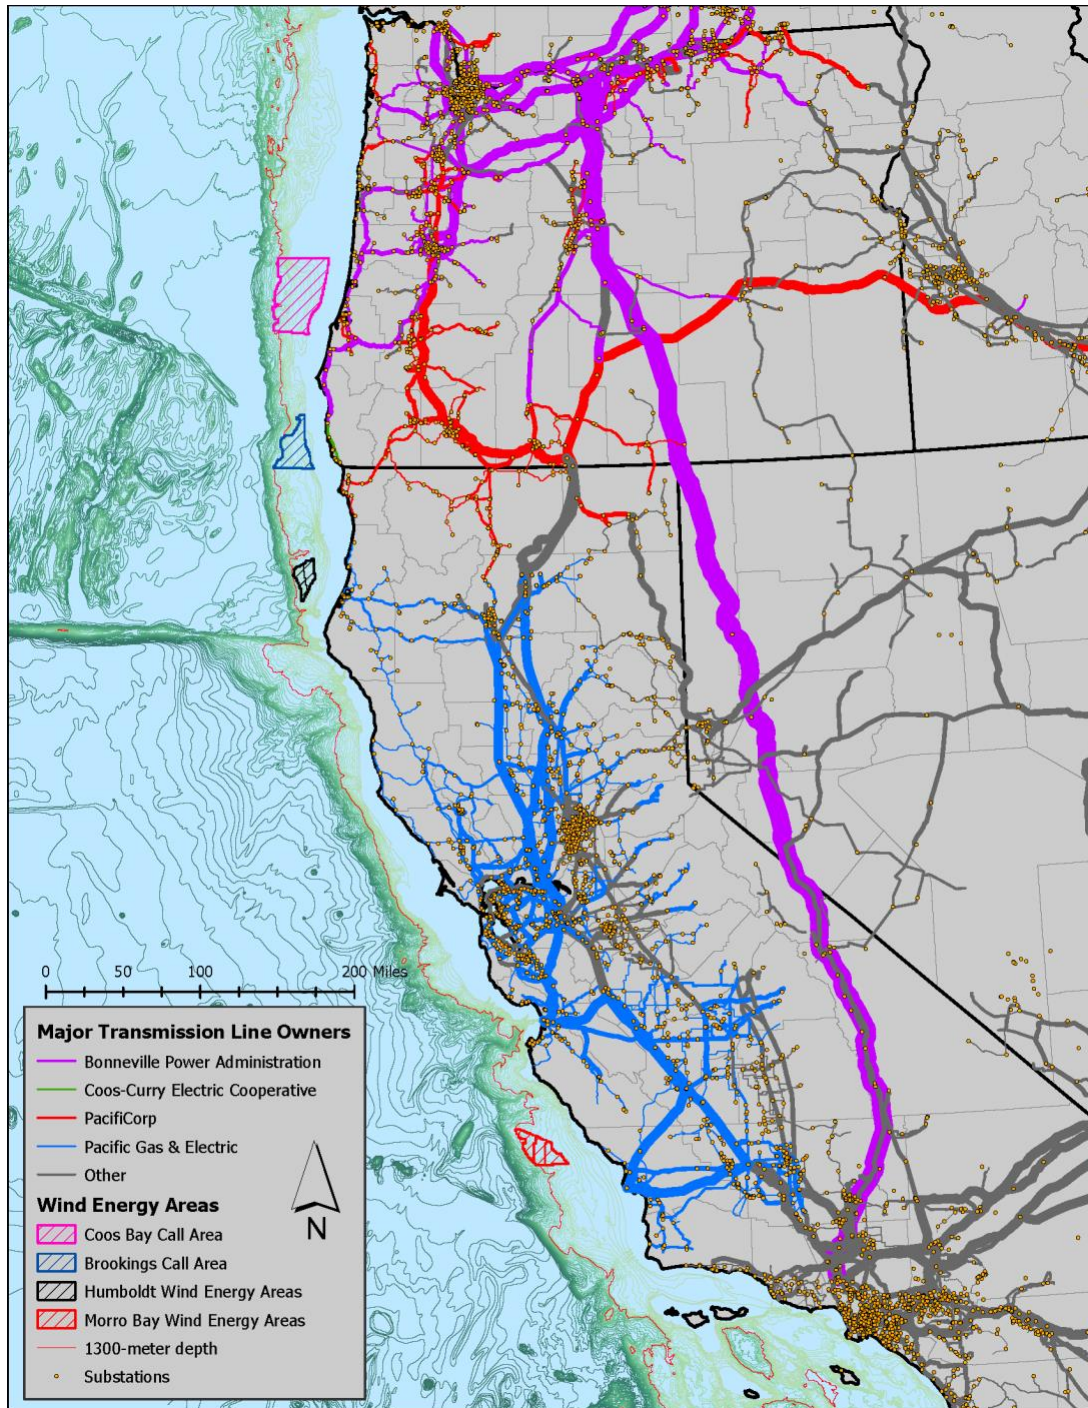 0 50 100 200 Miles
Major Transmission Line Owners
Bonneville Power Administration
Coos-Curry Electric Cooperative
PacifiCorp
Pacific Gas & Electric
Other
Wind Energy Areas
Coos Bay Call Area
Brookings Call Area
Humboldt Wind Energy Areas
Morro Bay Wind Energy Areas
1300-meter depth
Substations
N